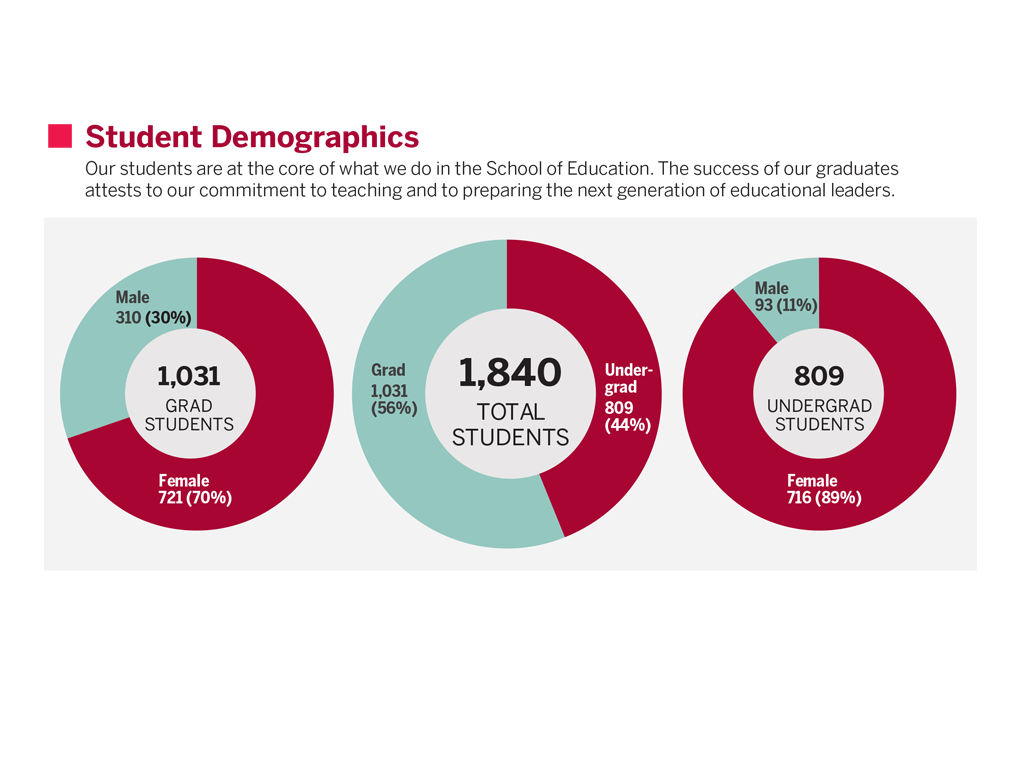 Student Demographics
Our students are at the core of what we do in the School of Education. The success of our graduates
attests to our commitment to teaching and to preparing the next generation of educational leaders.
Male
310 (30%)
1,031
GRAD
STUDENTS
Female
721 (70%)
Grad
1,031
(56%)
1,840
TOTAL
STUDENTS
Under-
grad
809
(44%)
Male
93 (11%)
809
UNDERGRAD
STUDENTS
Female
716 (89%)